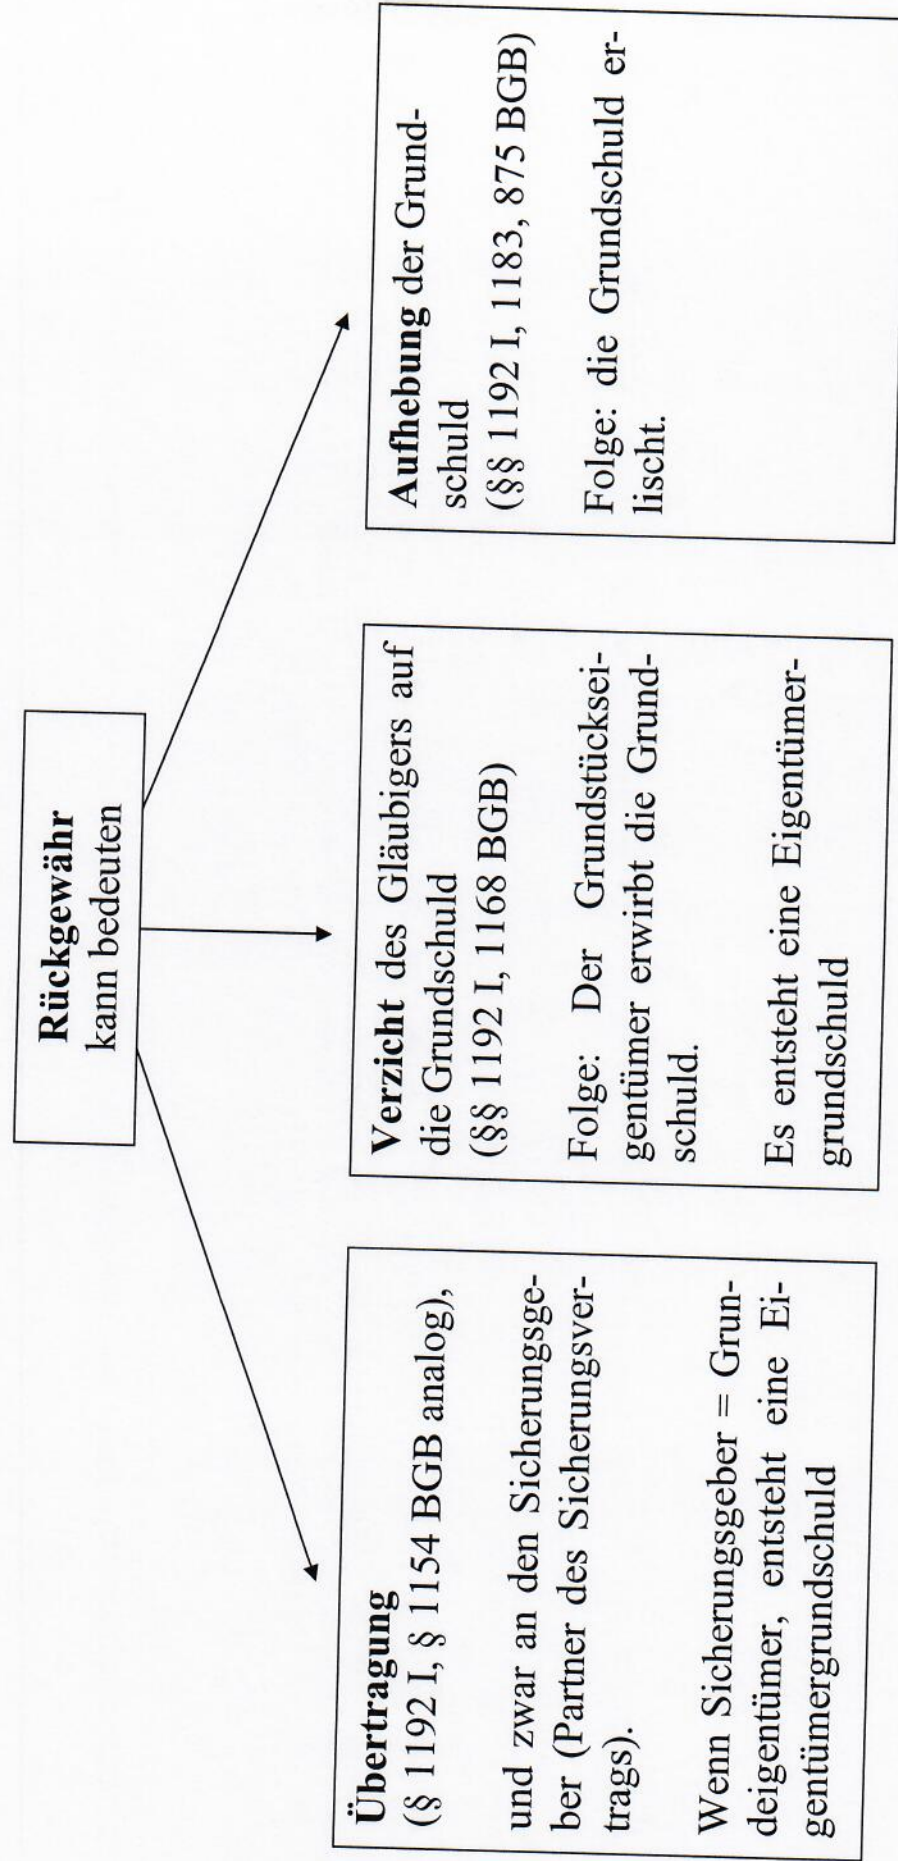 Rückgewähr
kann bedeuten
Übertragung
(§ 1192 I, § 1154 BGB analog),
und zwar an den Sicherungsge-
ber (Partner des Sicherungsver-
trags).
Wenn Sicherungsgeber = Grun-
deigentümer, entsteht eine Ei-
gentümergrundschuld
Verzicht des Gläubigers auf
die Grundschuld
(§§ 1192 I, 1168 BGB)
Folge: Der Grundstücksei-
gentümer erwirbt die Grund-
schuld.
Es entsteht eine Eigentümer-
grundschuld
Aufhebung der Grund-
schuld
(§§ 1192 I, 1183, 875 BGB)
Folge: die Grundschuld er-
lischt.